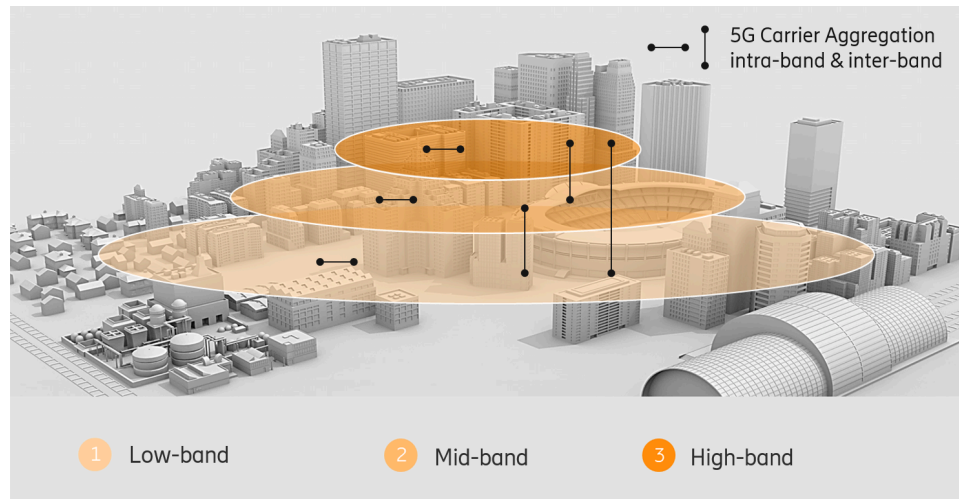 5G Carrier Aggregation
intra-band & inter-band
1 Low-band
2 Mid-band
3 High-band